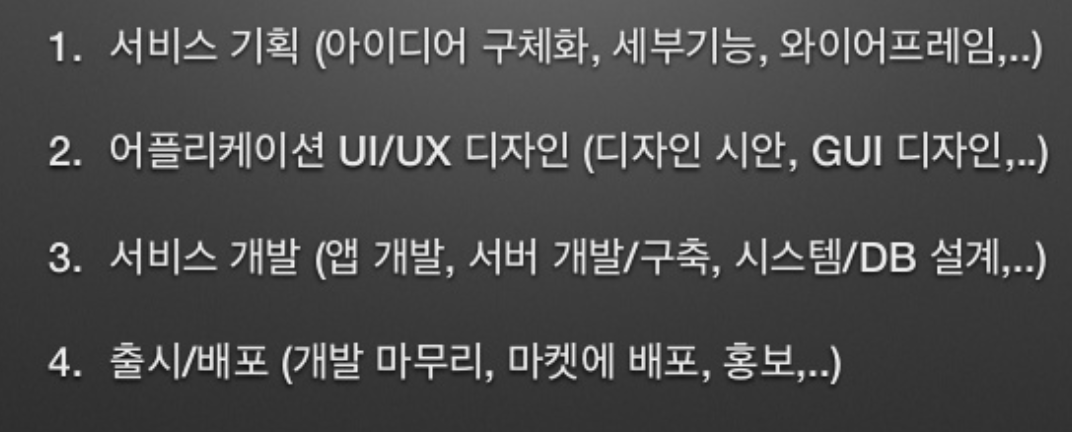 1. 서비스 기획 (아이디어 구체화, 세부기능, 와이어프레임,..)
2. 어플리케이션 UI/UX 디자인 (디자인 시안, GUI 디자인,..)
3. 서비스 개발 (앱 개발, 서버 개발/구축, 시스템/DB 설계,..)
4. 출시/배포 (개발 마무리, 마켓에 배포, 홍보,..)